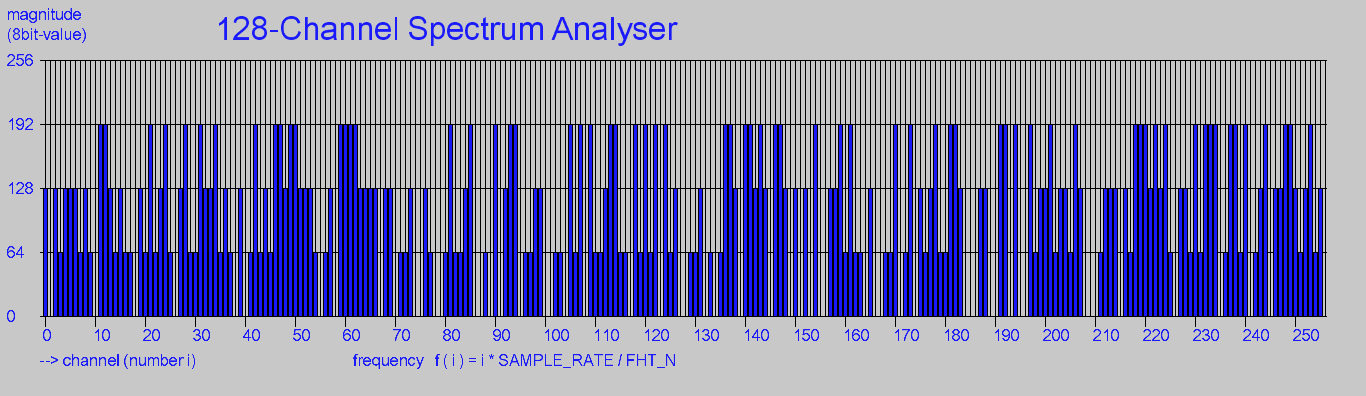 magnitude
(8bit-value)
128-Channel Spectrum Analyser
256
192
128
64
0
0 10 20 30 40 50 60 70 80 90 100 110 120 130 140 150 160 170 180 190 200 210 220 230 240 250
--> channel (number i) frequency f ( i ) = i * SAMPLE_RATE / FHT_N